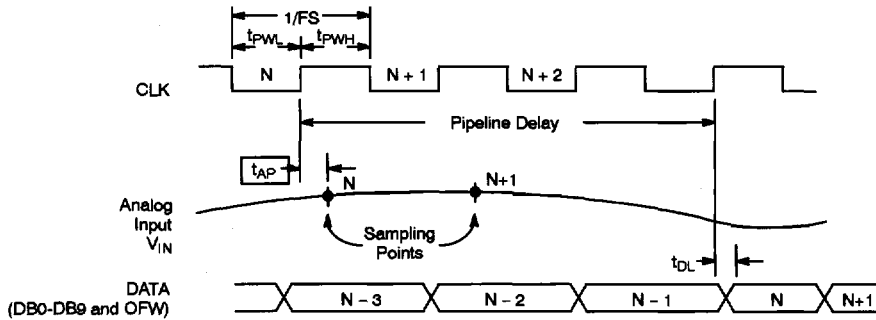 1/FS
tPWL tPWH
CLK
N N + 1 N + 2
Pipeline Delay
tAP
N N+1
Analog
Input
VIN
Sampling
Points
tDL
DATA
(DB0-DB9 and OFW)
N − 3 N − 2 N − 1 N N+1